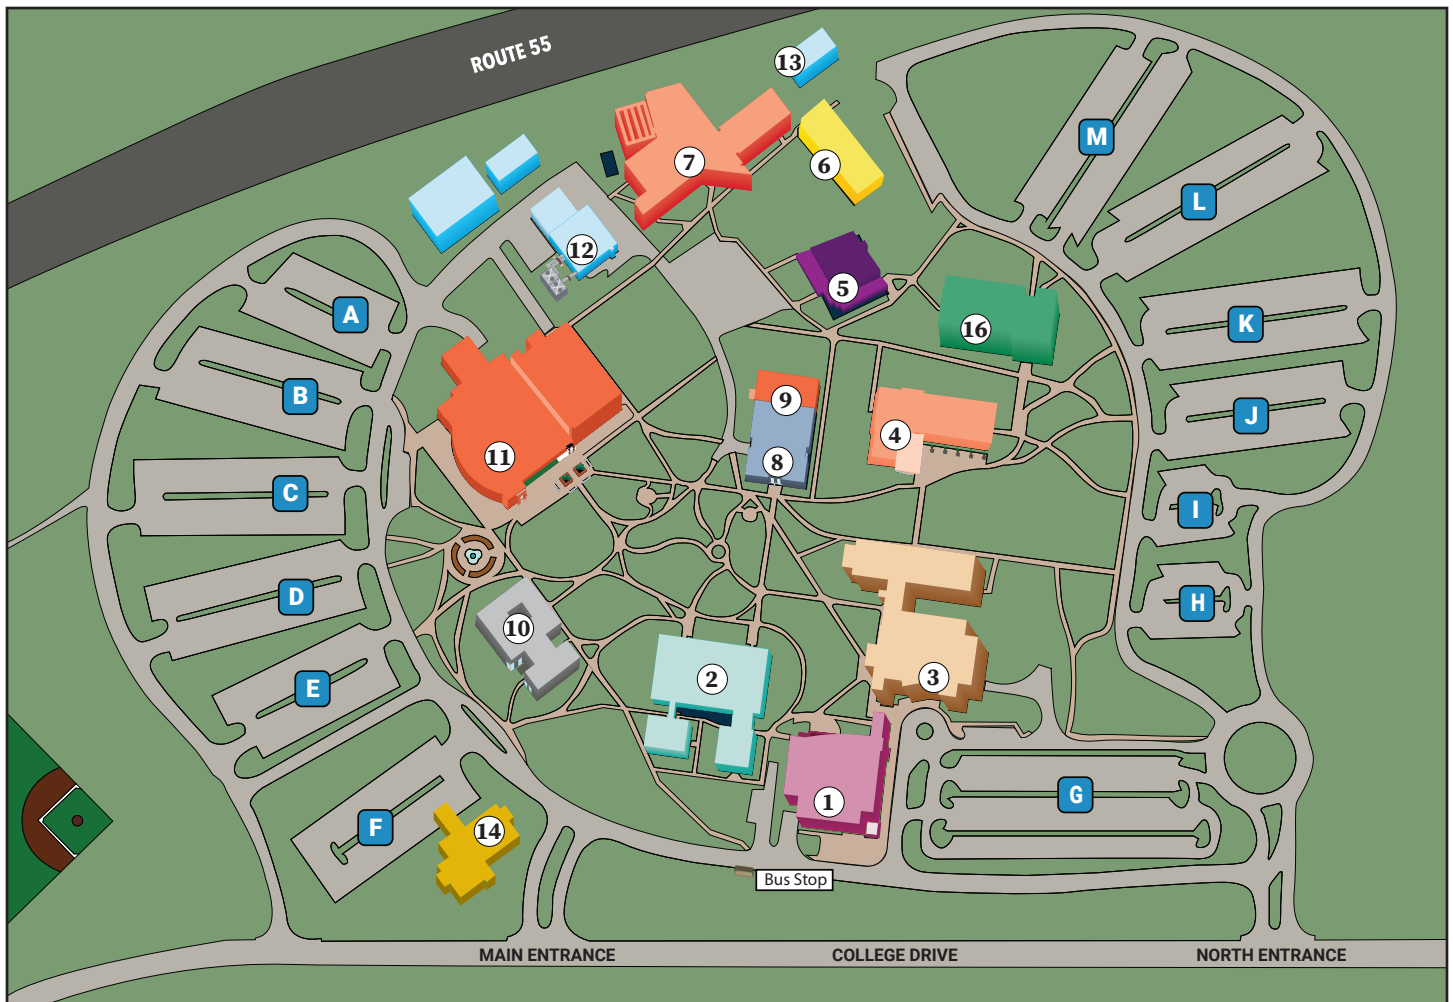 ROUTE 55
13
M
7
6
L
12
5
A
16
K
B
9
J
4
11
8
C
I
D
H
10
3
2
E
G
1
F
14
Bus Stop
MAIN ENTRANCE
COLLEGE DRIVE
NORTH ENTRANCE